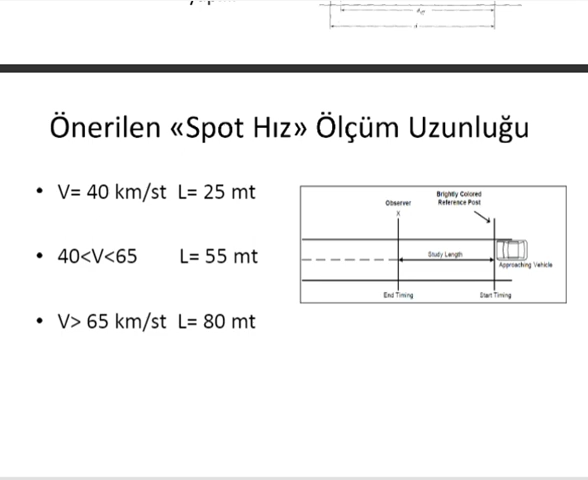 Önerilen «Spot Hız» Ölçüm Uzunluğu
• V= 40 km/st L= 25 mt
• 40<V<65 L= 55 mt
• V> 65 km/st L= 80 mt
Brightly Colored
Observer Reference Post
X
Study Length
Approaching Vehicle
End Timing Start Timing